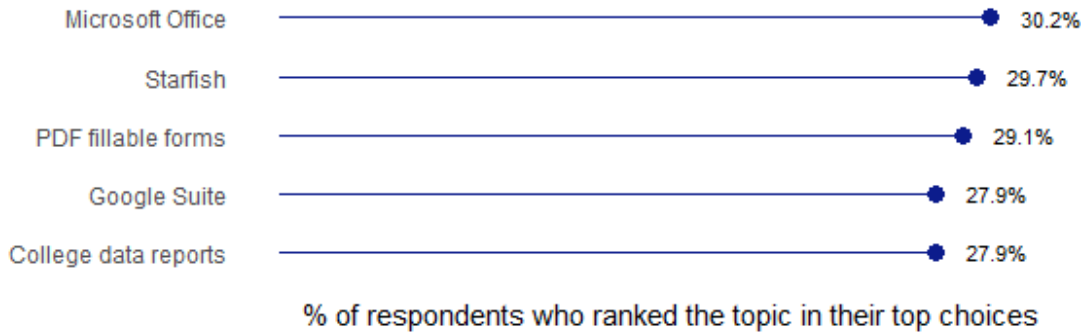 Microsoft Office 30.2%
Starfish 29.7%
PDF fillable forms 29.1%
Google Suite 27.9%
College data reports 27.9%
% of respondents who ranked the topic in their top choices